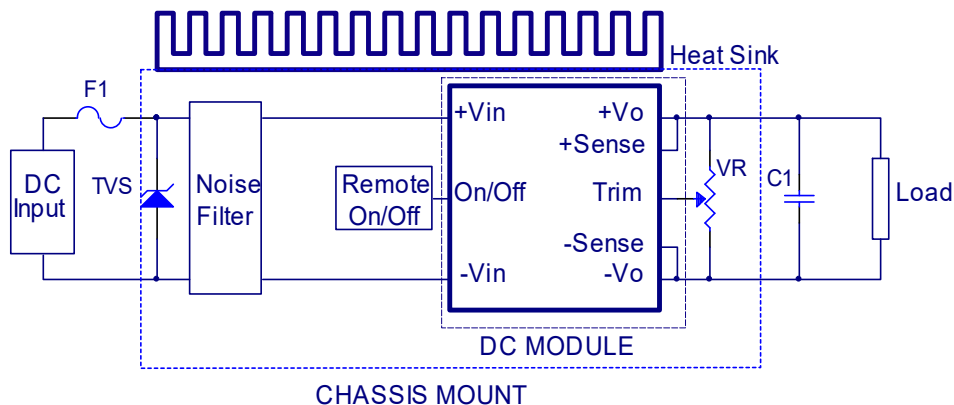 Heat Sink
F1
+Vin
+Vo
+Sense
DC
Input
TVS
Noise
Filter
Remote
On/Off
On/Off
Trim
VR
C1
Load
-Sense
-Vin
-Vo
DC MODULE
CHASSIS MOUNT